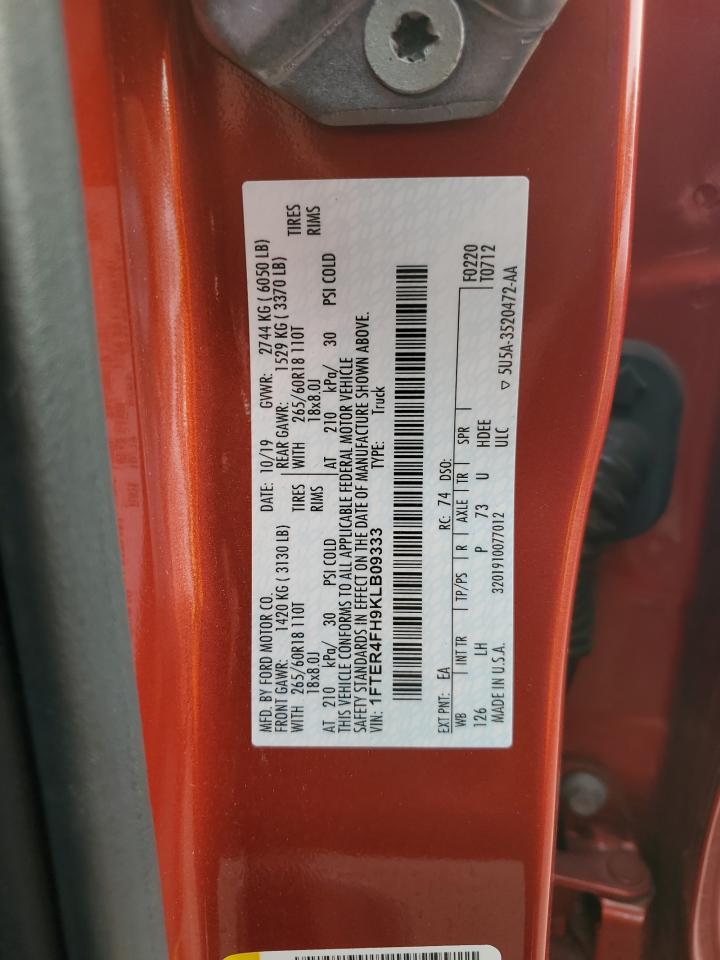 MFD. BY FORD MOTOR CO. DATE: 10/19 GVWR: 2744 KG ( 6050 LB)
FRONT GAWR: 1420 KG ( 3130 LB) REAR GAWR: 1529 KG ( 3370 LB)
WITH 265/60R18 110T TIRES WITH 265/60R18 110T TIRES
18x8.0J RIMS 18x8.0J RIMS
AT 210 kPa/ 30 PSI COLD AT 210 kPa/ 30 PSI COLD
THIS VEHICLE CONFORMS TO ALL APPLICABLE FEDERAL MOTOR VEHICLE
SAFETY STANDARDS IN EFFECT ON THE DATE OF MANUFACTURE SHOWN ABOVE.
VIN: 1FTER4FH9KLB09333 TYPE: Truck
EXT PNT: EA RC: 74 DSO:
WB INT TR TP/PS R AXLE TR SPR F0220
126 LH P 73 U HDEE T0712
MADE IN U.S.A. 3201910077012 ULC
▽ 5U5A-3520472-AA